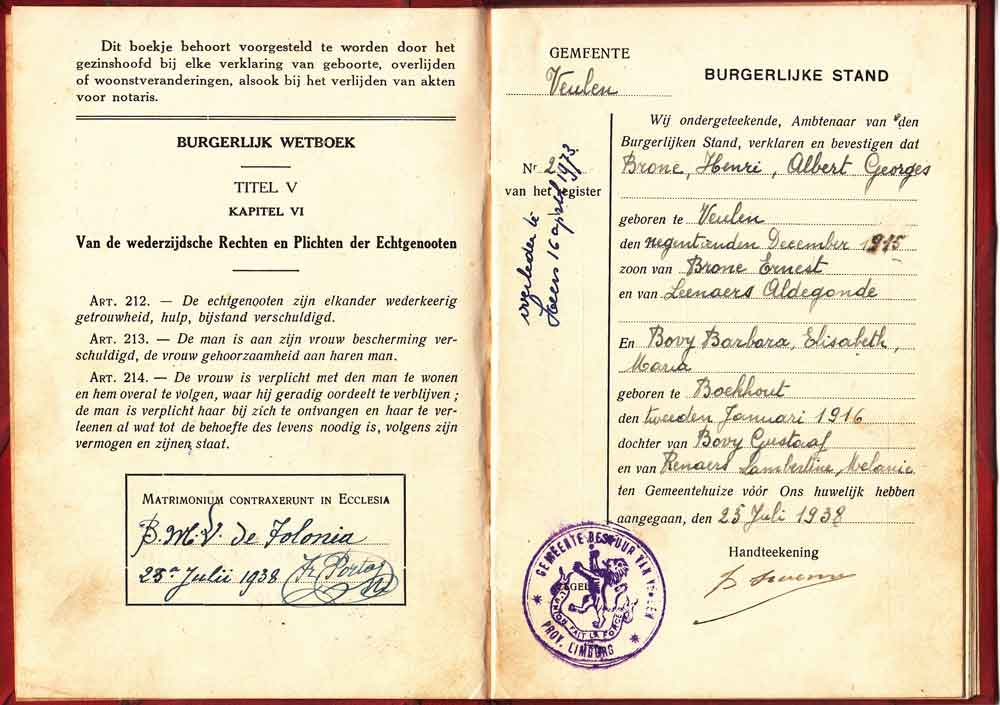 Dit boekje behoort voorgesteld te worden door het
gezinshoofd bij elke verklaring van geboorte, overlijden
of woonstveranderingen, alsook bij het verlijden van akten
voor notaris.
BURGERLIJK WETBOEK
TITEL V
KAPITEL VI
Van de wederzijdsche Rechten en Plichten der Echtgenooten
ART. 212. — De echtgenooten zijn elkander wederkeerig
getrouwheid, hulp, bijstand verschuldigd.
ART. 213. — De man is aan zijn vrouw bescherming ver-
schuldigd, de vrouw gehoorzaamheid aan haren man.
ART. 214. — De vrouw is verplicht met den man te wonen
en hem overal te volgen, waar hij geradig oordeelt te verblijven ;
de man is verplicht haar bij zich te ontvangen en haar te ver-
leenen al wat tot de behoefte des levens noodig is, volgens zijn
vermogen en zijnen staat.
MATRIMONIUM CONTRAXERUNT IN ECCLESIA
B. M. V. de Tolonia
23a Julii 1938
GEMEENTE
Veulen
BURGERLIJKE STAND
Nr 2
van het register
overleden te
Heers 16 april 1973.
Wij ondergeteekende, Ambtenaar van den
Burgerlijken Stand, verklaren en bevestigen dat
Brone, Henri, Albert Georges
geboren te Veulen
den negentienden December 1915
zoon van Brone Ernest
en van Leenaers Aldegonde
En Bovy Barbara, Elisabeth,
Maria
geboren te Boekhout
den tweeden Januari 1916
dochter van Bovy Gustaaf
en van Renaers Lambertine, Melanie
ten Gemeentehuize vóór Ons huwelijk hebben
aangegaan, den 23 Juli 1938
Handteekening
GEMEENTE BESTUUR VAN VEULEN
PROV. LIMBURG
L'UNION FAIT LA FORCE